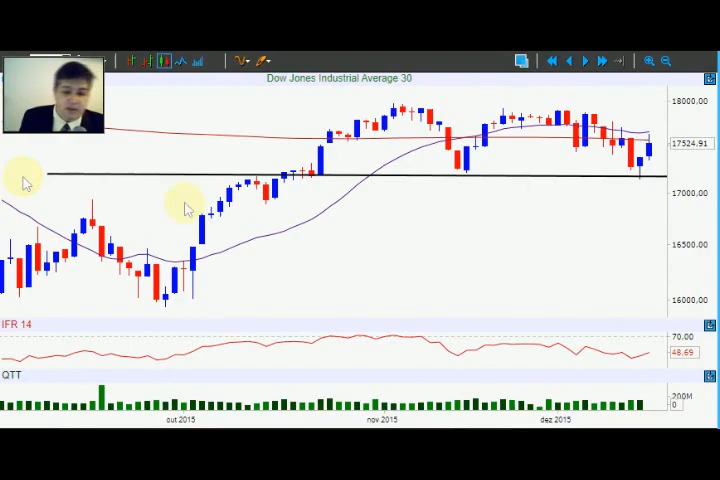 Dow Jones Industrial Average 30
18000.00
17524.91
17000.00
16500.00
16000.00
IFR 14
70.00
48.69
QTT
200M
0
out 2015
nov 2015
dez 2015